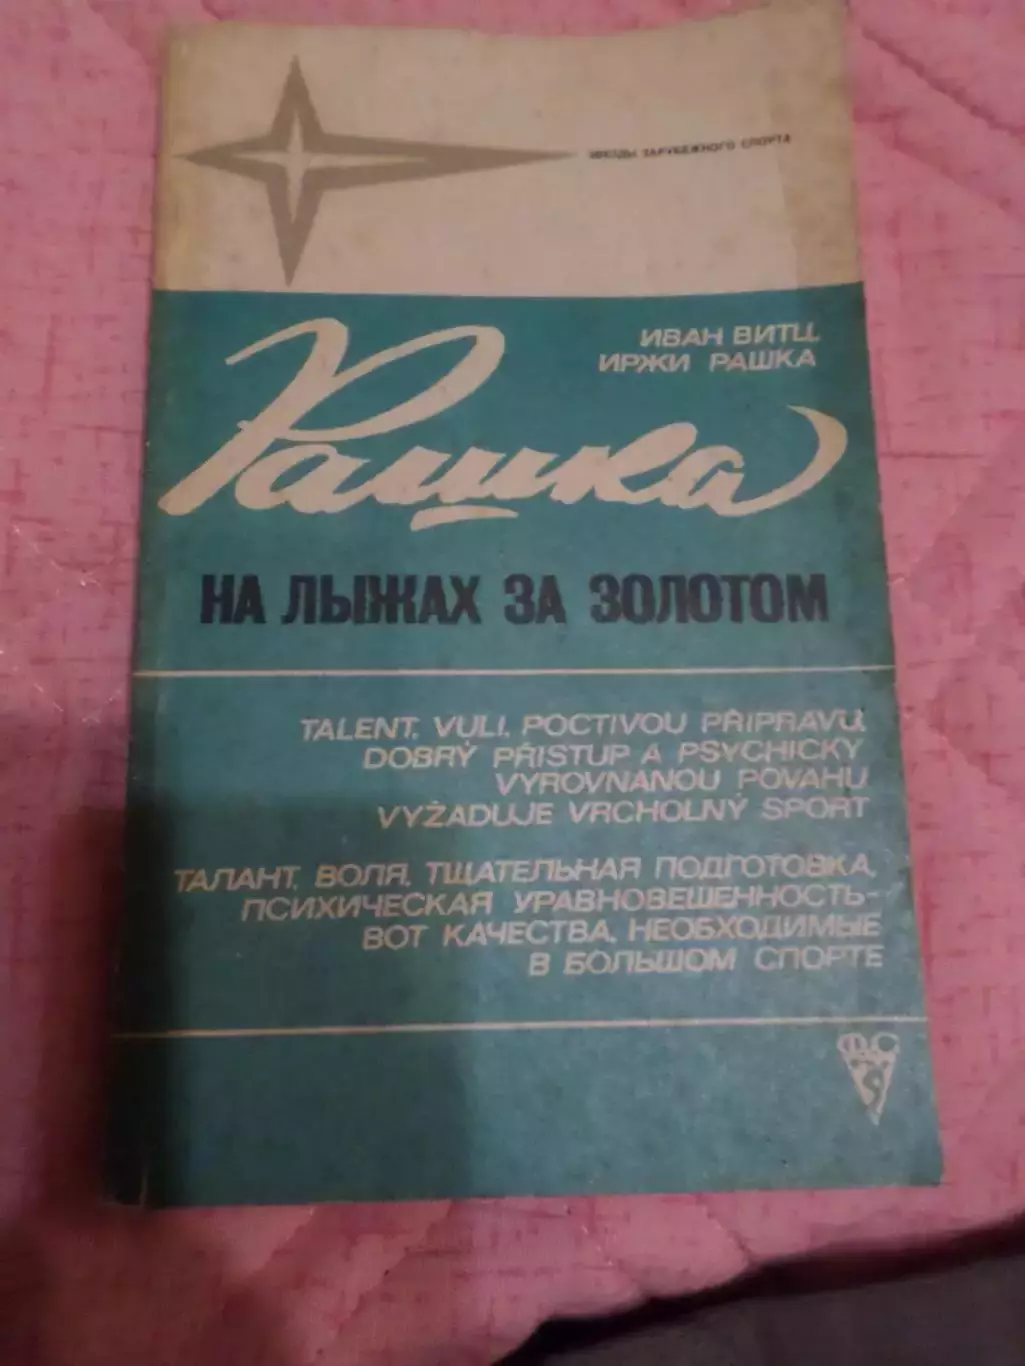 ЗВЕЗДЫ ЗАРУБЕЖНОГО СПОРТА
ИВАН ВИТЦ,
ИРЖИ РАШКА
Рашка
НА ЛЫЖАХ ЗА ЗОЛОТОМ
TALENT, VULI, POCTIVOU PŘIPRAVU,
DOBRÝ PŘISTUP A PSYCHICKY
VYROVNANOU POVAHU
VYŽADUJE VRCHOLNÝ SPORT
ТАЛАНТ, ВОЛЯ, ТЩАТЕЛЬНАЯ ПОДГОТОВКА,
ПСИХИЧЕСКАЯ УРАВНОВЕШЕННОСТЬ-
ВОТ КАЧЕСТВА, НЕОБХОДИМЫЕ
В БОЛЬШОМ СПОРТЕ
ФиС